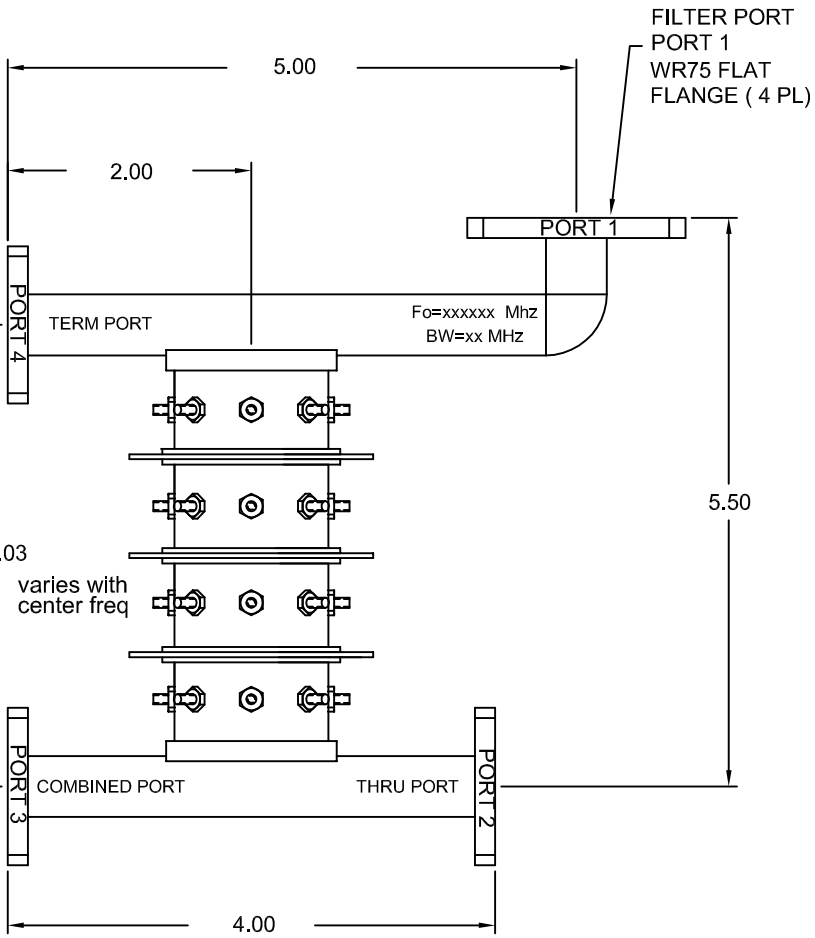 FILTER PORT
PORT 1
WR75 FLAT
FLANGE ( 4 PL)
5.00
2.00
PORT 1
PORT 4
TERM PORT
Fo=xxxxxx Mhz
BW=xx MHz
5.50
.03
varies with
center freq
PORT 3
COMBINED PORT
THRU PORT
PORT 2
4.00